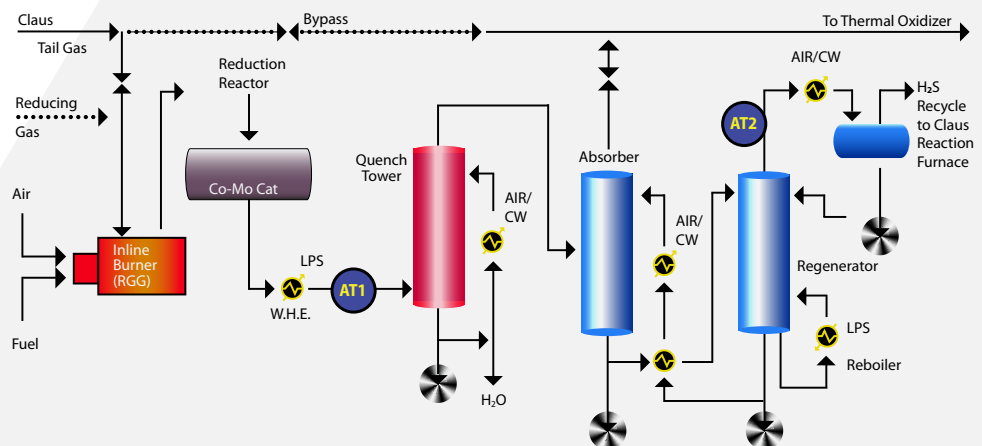 Claus
Tail Gas
Bypass
To Thermal Oxidizer
Reducing
Gas
Air
Fuel
Inline
Burner
(RGG)
Reduction
Reactor
Co-Mo Cat
LPS
W.H.E.
AT1
Quench
Tower
AIR/
CW
H₂O
Absorber
AIR/
CW
AT2
AIR/CW
H₂S
Recycle
to Claus
Reaction
Furnace
Regenerator
LPS
Reboiler